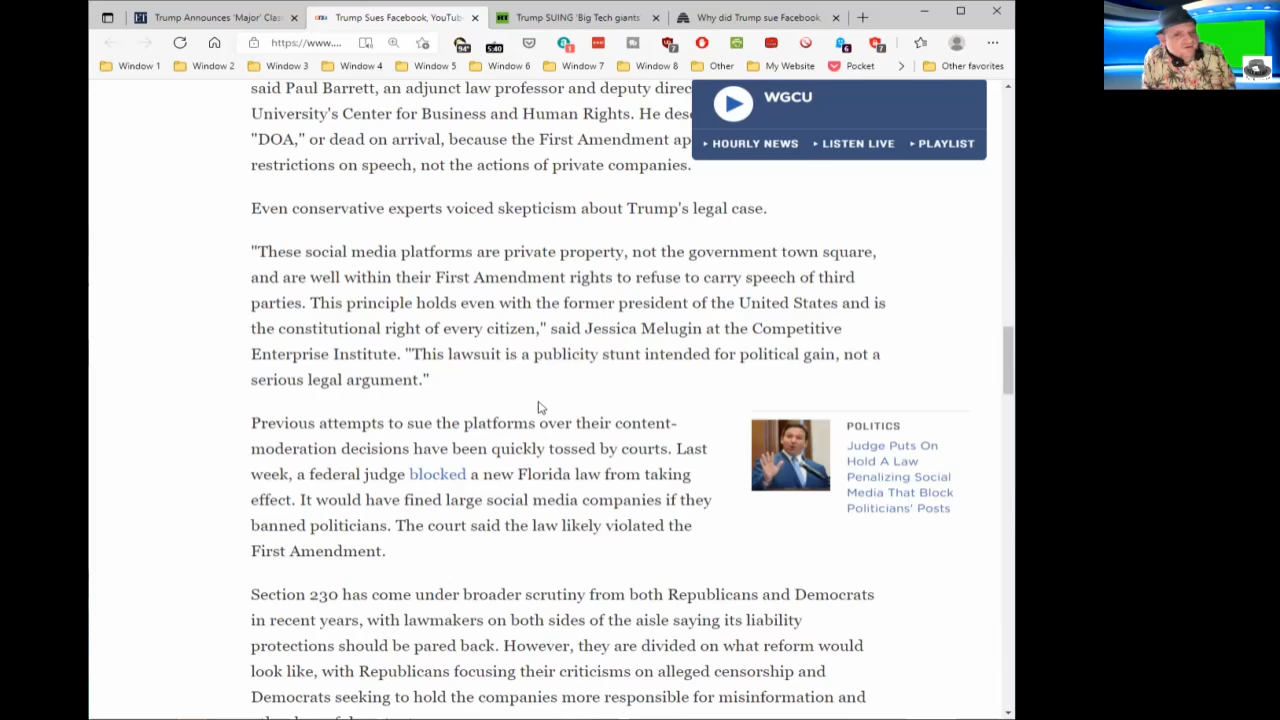 Trump Announces 'Major' Clas
Trump Sues Facebook, YouTub
Trump SUING 'Big Tech giants
Why did Trump sue Facebook,
https://www....
94°
5:40
1
7
6
7
Window 1
Window 2
Window 3
Window 4
Window 5
Window 6
Window 7
Window 8
Other
My Website
Pocket
Other favorites
said Paul Barrett, an adjunct law professor and deputy direc
University's Center for Business and Human Rights. He des
"DOA," or dead on arrival, because the First Amendment ap
restrictions on speech, not the actions of private companies.
WGCU
HOURLY NEWS
LISTEN LIVE
PLAYLIST
Even conservative experts voiced skepticism about Trump's legal case.
"These social media platforms are private property, not the government town square,
and are well within their First Amendment rights to refuse to carry speech of third
parties. This principle holds even with the former president of the United States and is
the constitutional right of every citizen," said Jessica Melugin at the Competitive
Enterprise Institute. "This lawsuit is a publicity stunt intended for political gain, not a
serious legal argument."
Previous attempts to sue the platforms over their content-
moderation decisions have been quickly tossed by courts. Last
week, a federal judge blocked a new Florida law from taking
effect. It would have fined large social media companies if they
banned politicians. The court said the law likely violated the
First Amendment.
POLITICS
Judge Puts On
Hold A Law
Penalizing Social
Media That Block
Politicians' Posts
Section 230 has come under broader scrutiny from both Republicans and Democrats
in recent years, with lawmakers on both sides of the aisle saying its liability
protections should be pared back. However, they are divided on what reform would
look like, with Republicans focusing their criticisms on alleged censorship and
Democrats seeking to hold the companies more responsible for misinformation and